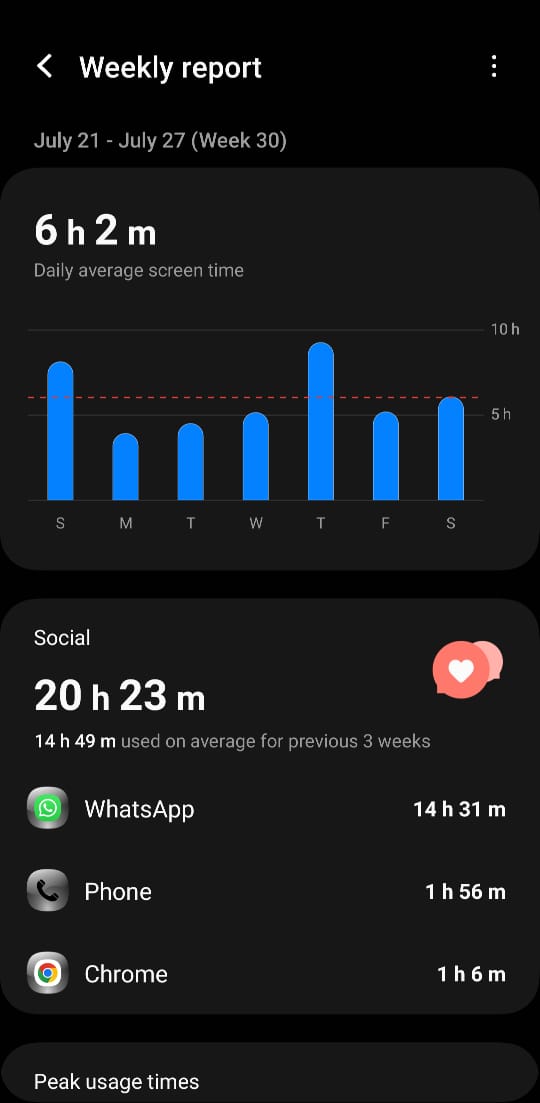 Weekly report
July 21 - July 27 (Week 30)
6 h 2 m
Daily average screen time
10 h
5 h
S M T W T F S
Social
20 h 23 m
14 h 49 m used on average for previous 3 weeks
WhatsApp 14 h 31 m
Phone 1 h 56 m
Chrome 1 h 6 m
Peak usage times